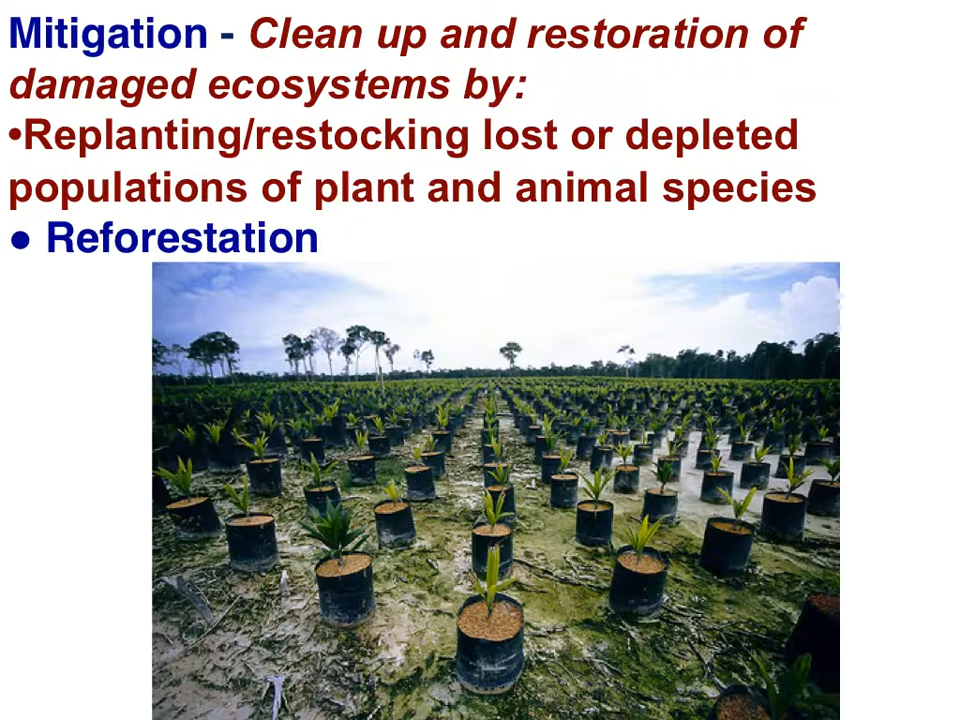 Mitigation - Clean up and restoration of
damaged ecosystems by:
•Replanting/restocking lost or depleted
populations of plant and animal species
● Reforestation